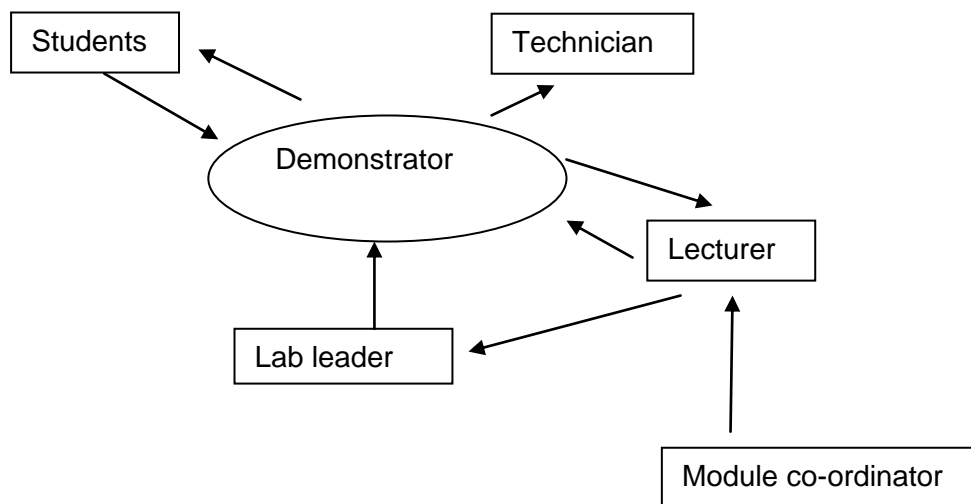 Students
Technician
Demonstrator
Lecturer
Lab leader
Module co-ordinator